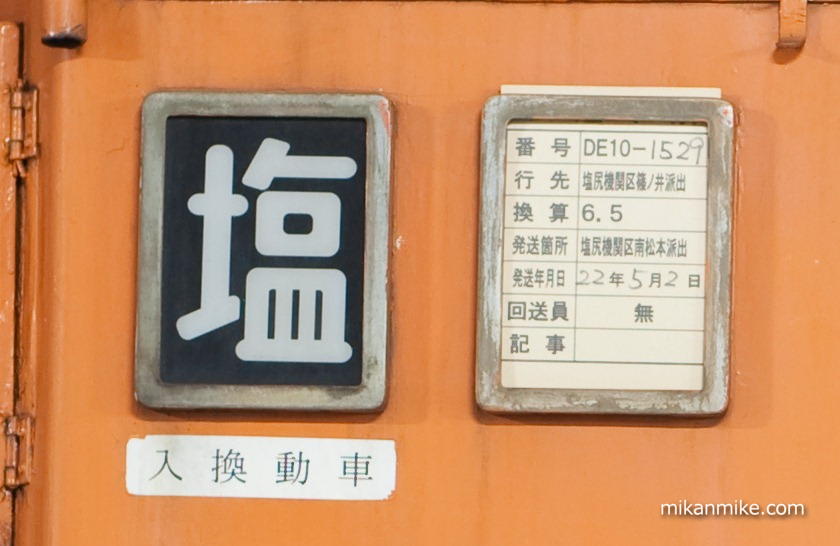 塩
入換動車
番号 DE10-1529
行先 塩尻機関区篠ノ井派出
換算 6.5
発送箇所 塩尻機関区南松本派出
発送年月日 22年5月2日
回送員 無
記事
mikanmike.com